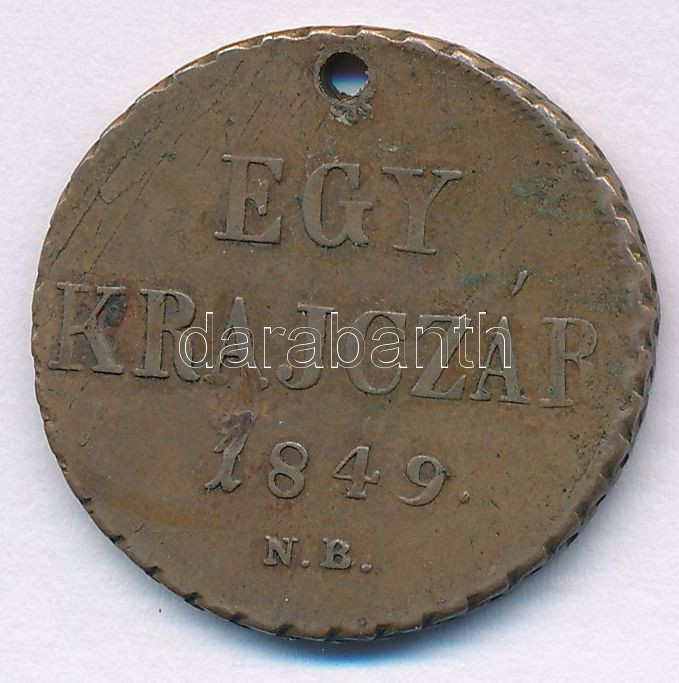 EGY
KRAJCZÁR
darabanth
1849.
N.B.